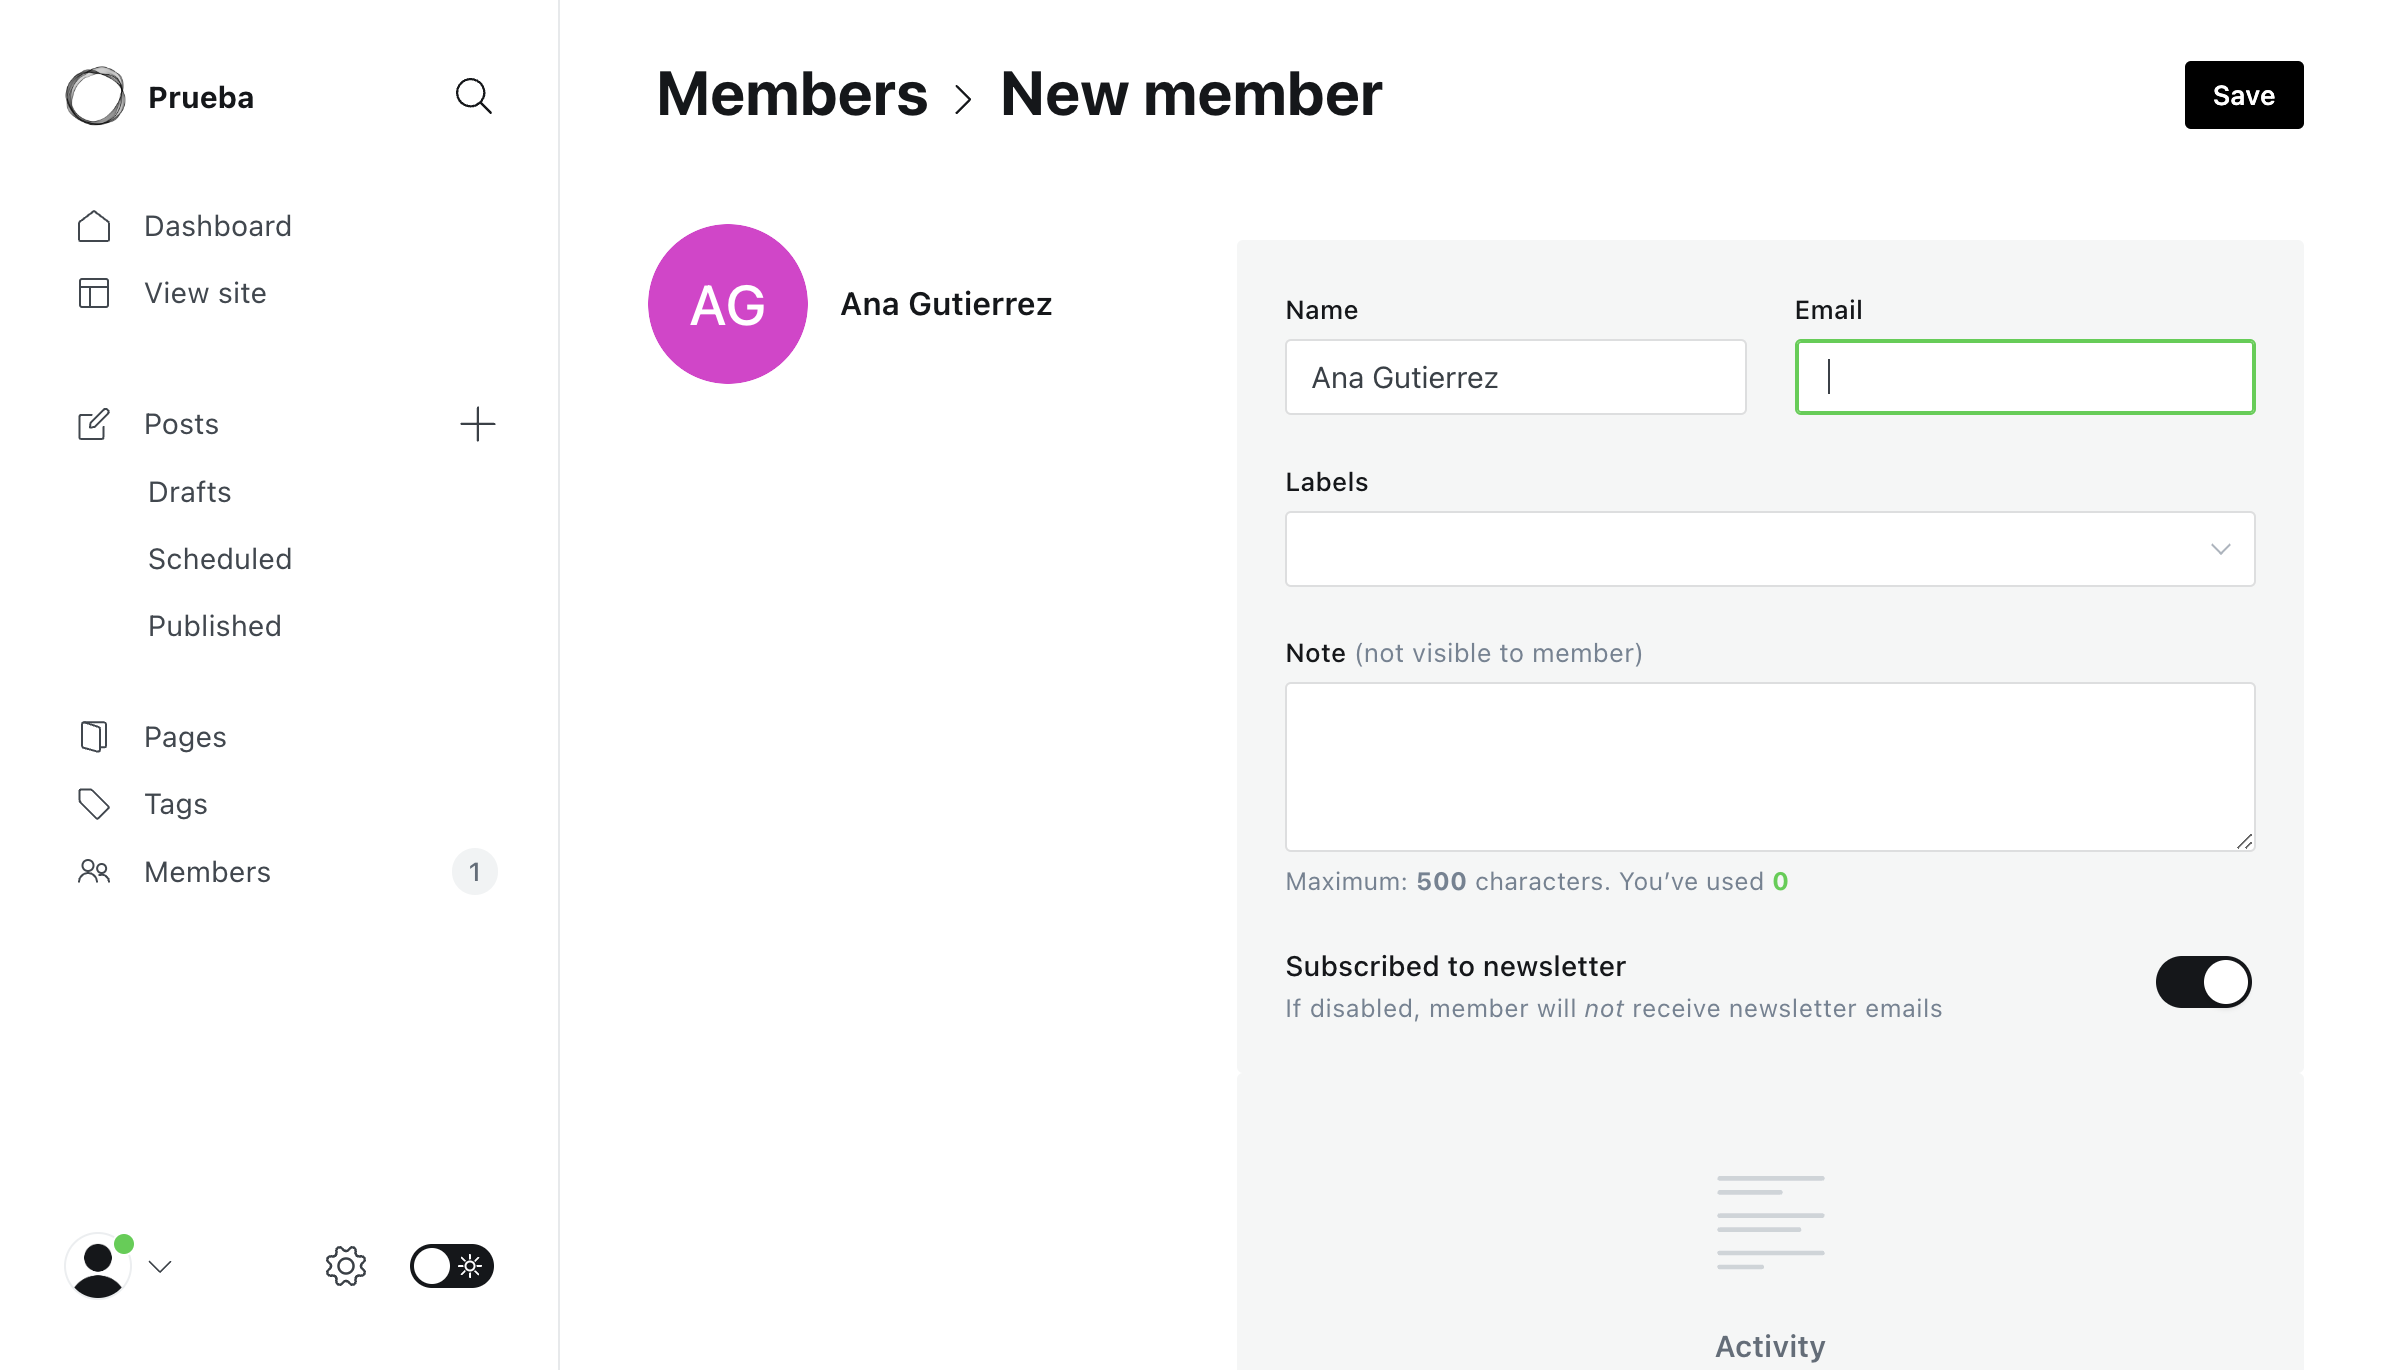 Prueba
Dashboard
View site
Posts
Drafts
Scheduled
Published
Pages
Tags
Members 1
Members > New member
Save
AG
Ana Gutierrez
Name
Email
Ana Gutierrez
Labels
Note (not visible to member)
Maximum: 500 characters. You’ve used 0
Subscribed to newsletter
If disabled, member will not receive newsletter emails
Activity